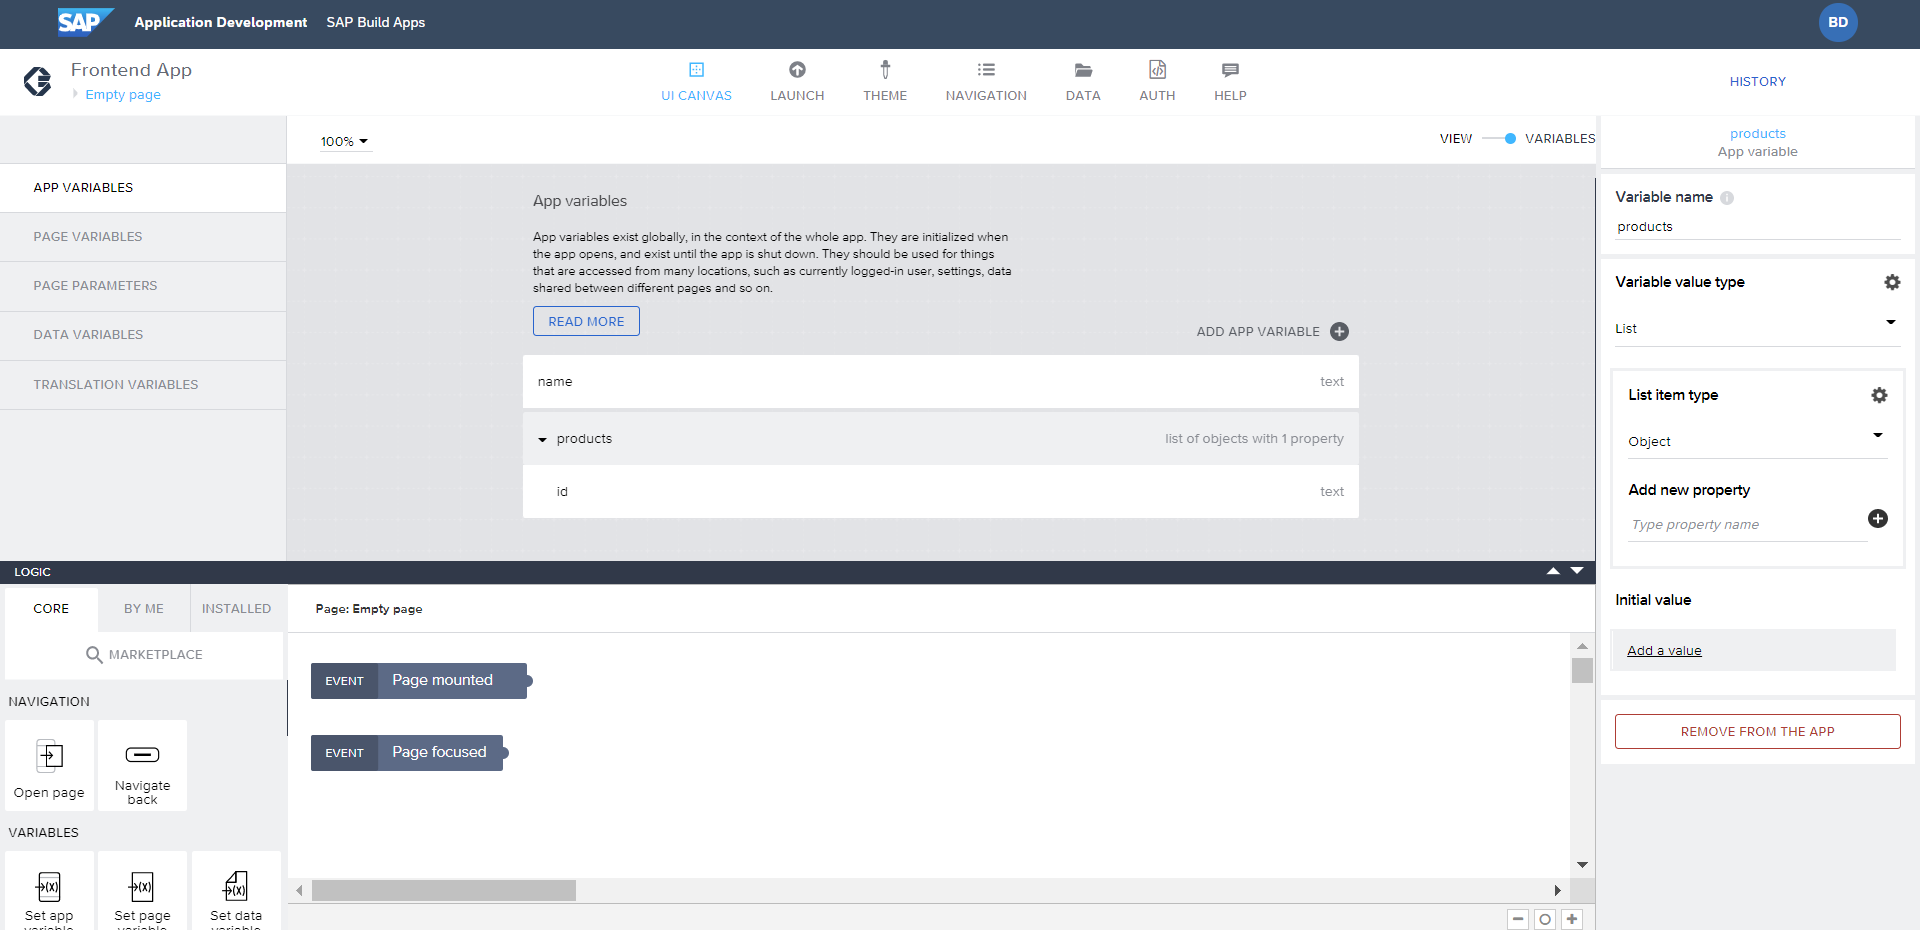 SAP Application Development SAP Build Apps BD
Frontend App
Empty page
UI CANVAS LAUNCH THEME NAVIGATION DATA AUTH HELP
HISTORY
100%
VIEW VARIABLES
APP VARIABLES
PAGE VARIABLES
PAGE PARAMETERS
DATA VARIABLES
TRANSLATION VARIABLES
App variables
App variables exist globally, in the context of the whole app. They are initialized when
the app opens, and exist until the app is shut down. They should be used for things
that are accessed from many locations, such as currently logged-in user, settings, data
shared between different pages and so on.
READ MORE
ADD APP VARIABLE
name text
products list of objects with 1 property
id text
products
App variable
Variable name
products
Variable value type
List
List item type
Object
Add new property
Type property name
Initial value
Add a value
REMOVE FROM THE APP
LOGIC
CORE BY ME INSTALLED
MARKETPLACE
NAVIGATION
Open page
Navigate
back
VARIABLES
Set app
variable
Set page
variable
Set data
variable
Page: Empty page
EVENT Page mounted
EVENT Page focused